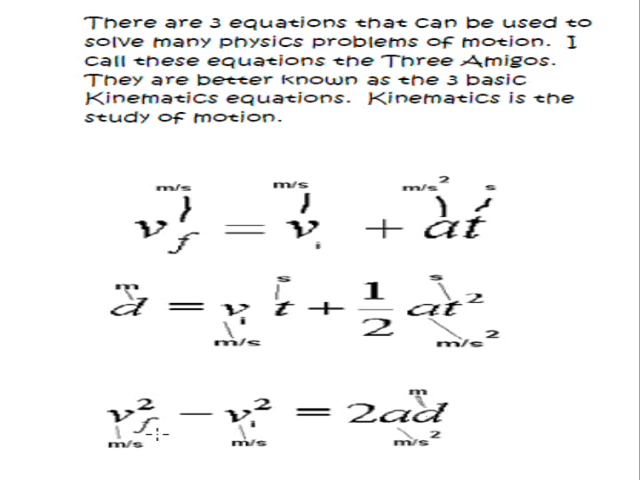 There are 3 equations that can be used to
solve many physics problems of motion. I
call these equations the Three Amigos.
They are better known as the 3 basic
Kinematics equations. Kinematics is the
study of motion.
m/s m/s m/s² s
v_f = v_i + at
m s s
d = v_i t + 1/2 at²
m/s m/s²
m
v_f² − v_i² = 2ad
m/s m/s m/s²